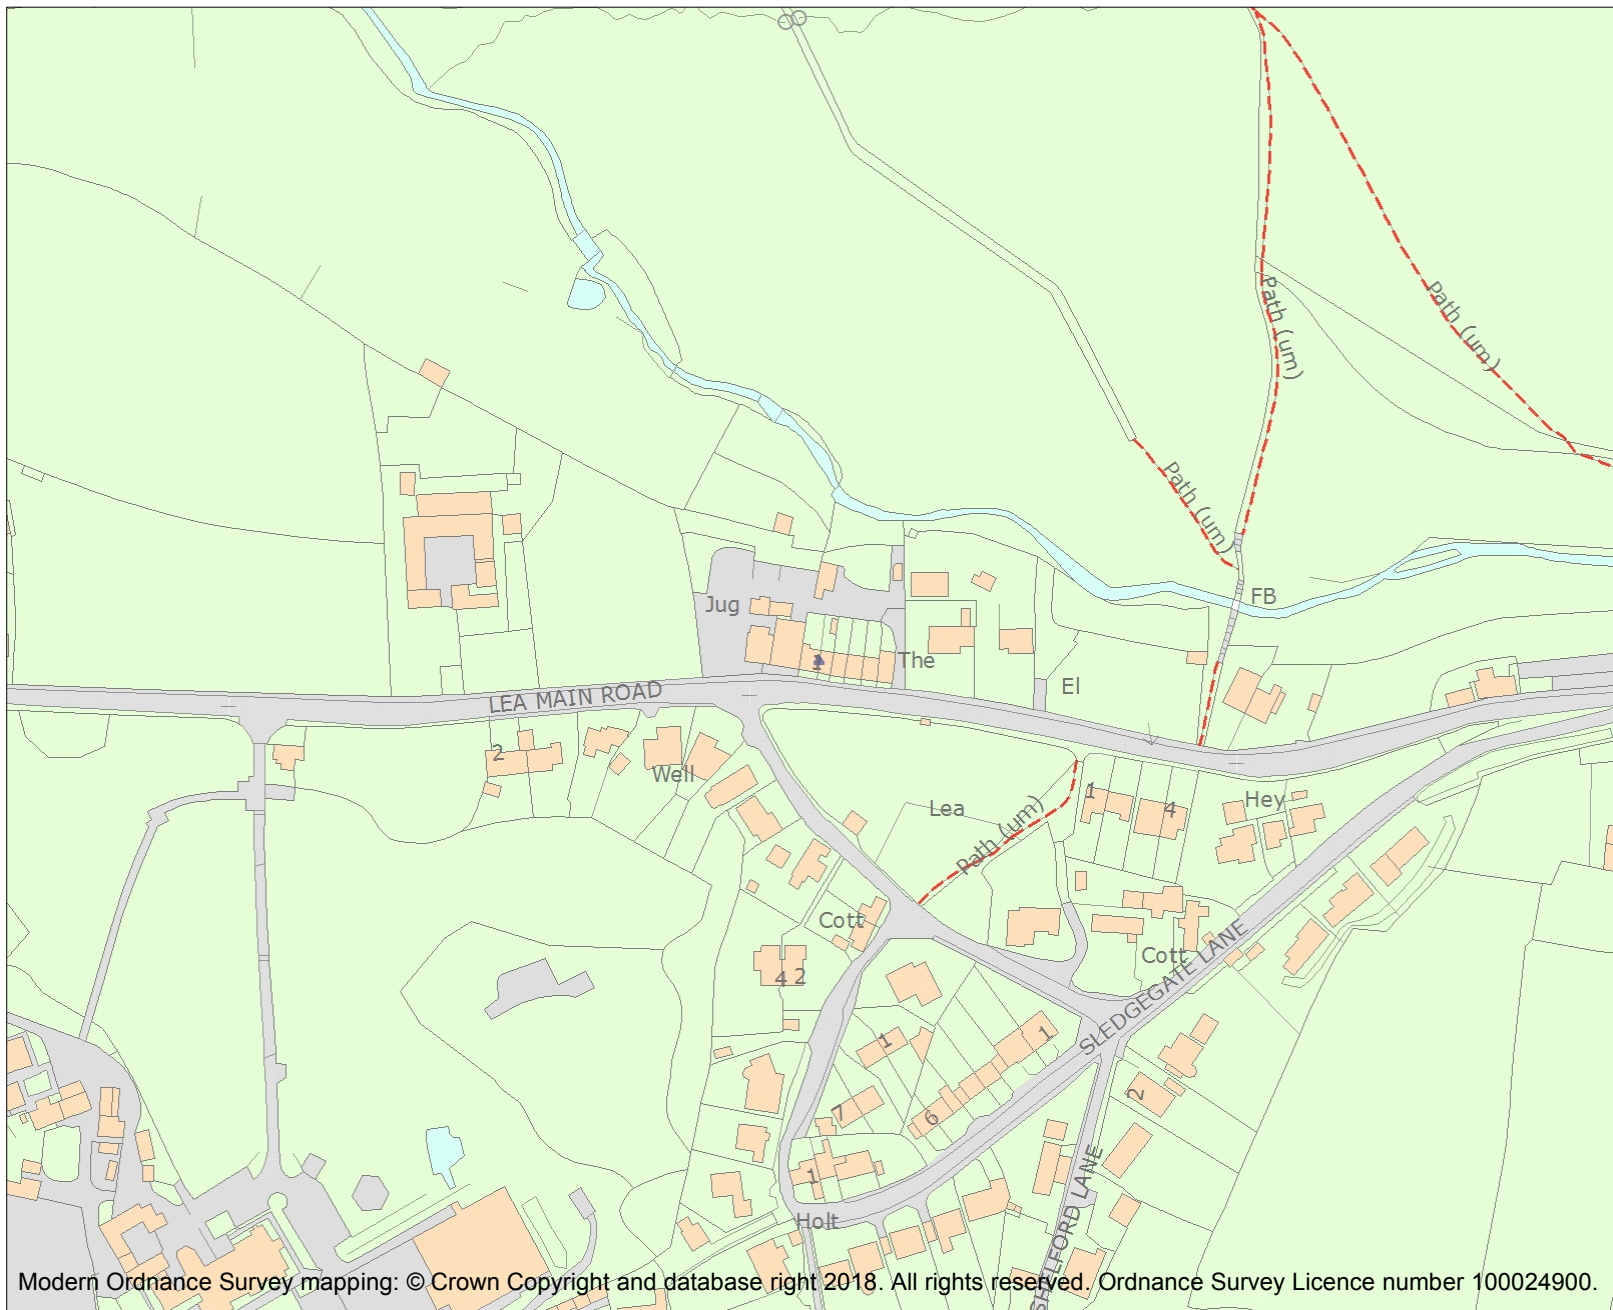 Path (um)
Path (um)
Path (um)
FB
Jug
1
The
El
LEA MAIN ROAD
2
Well
Lea
Path (um)
1
4
Hey
Cott
Cott
4 2
SLEDGEGATE LANE
1
1
7
6
2
1
Holt
SHELFORD LANE
Modern Ordnance Survey mapping: © Crown Copyright and database right 2018. All rights reserved. Ordnance Survey Licence number 100024900.